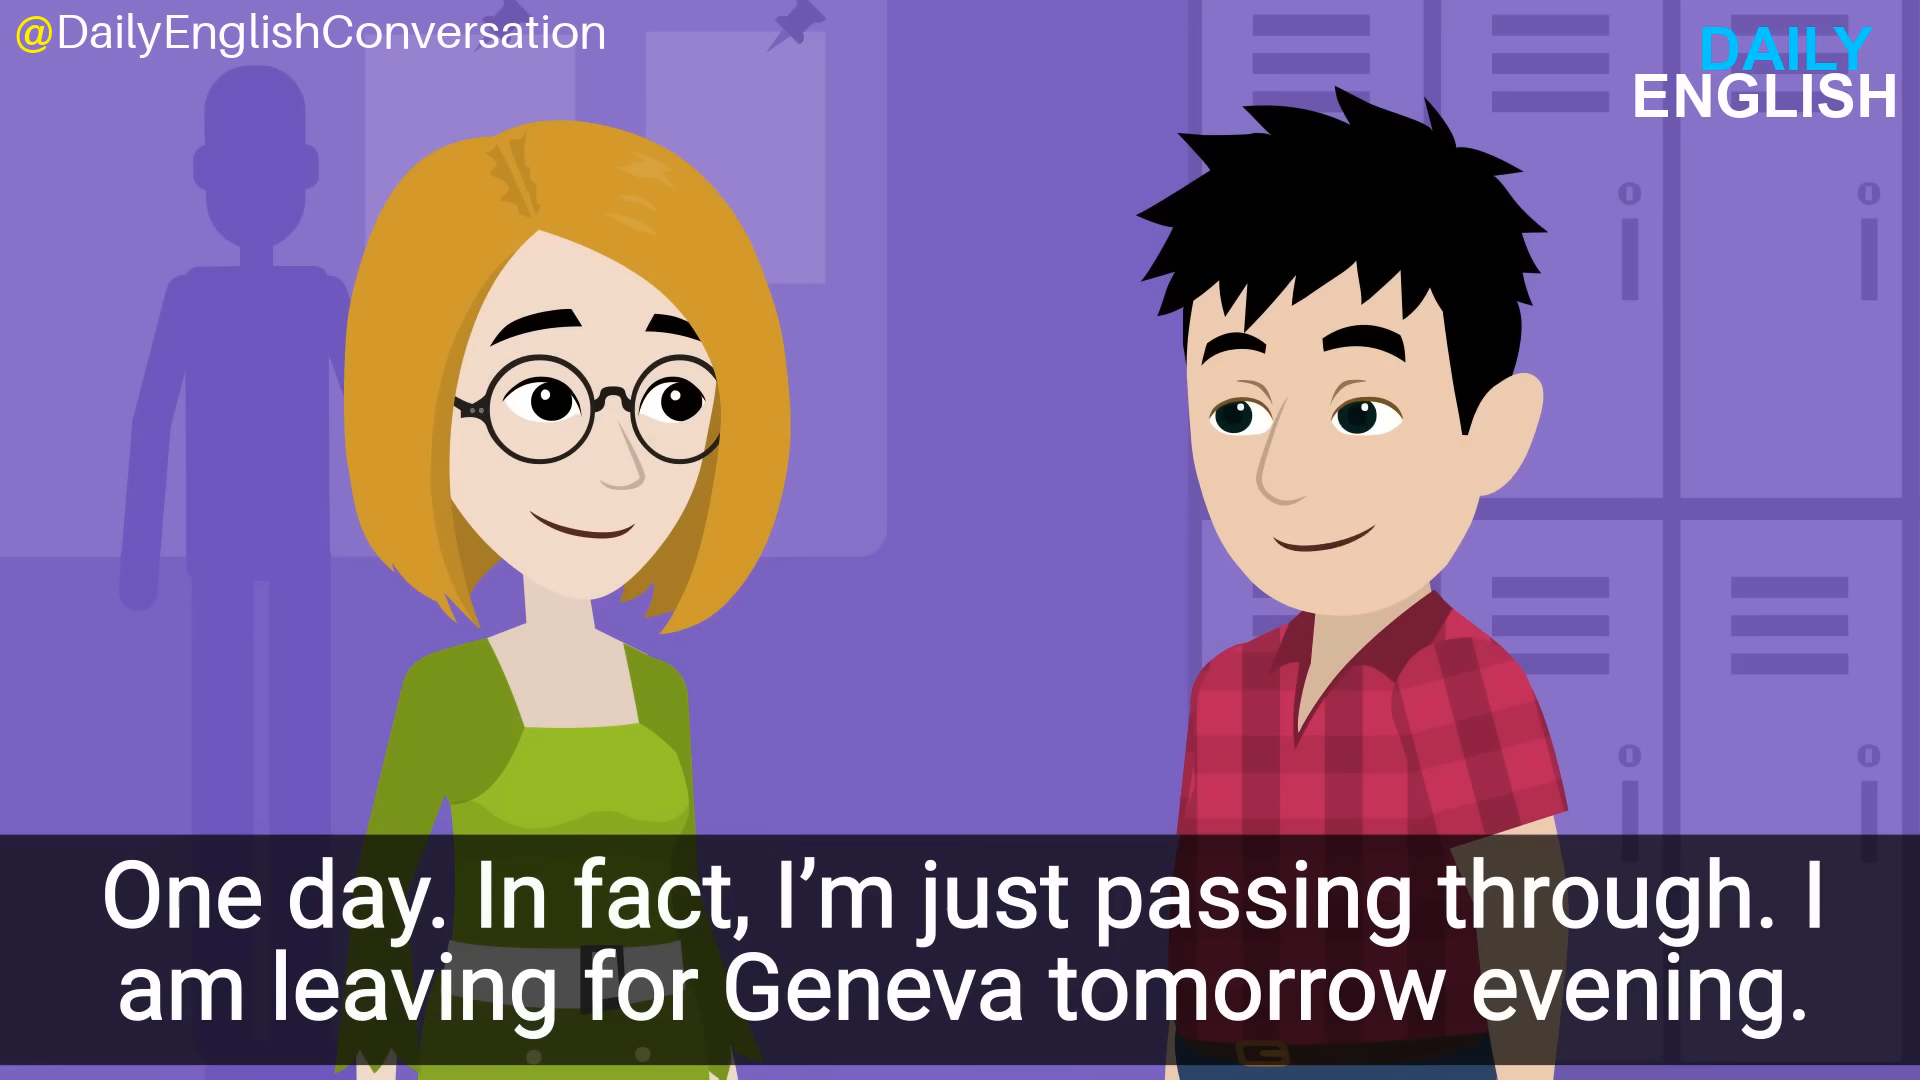 @DailyEnglishConversation
DAILY
ENGLISH
One day. In fact, I’m just passing through. I
am leaving for Geneva tomorrow evening.